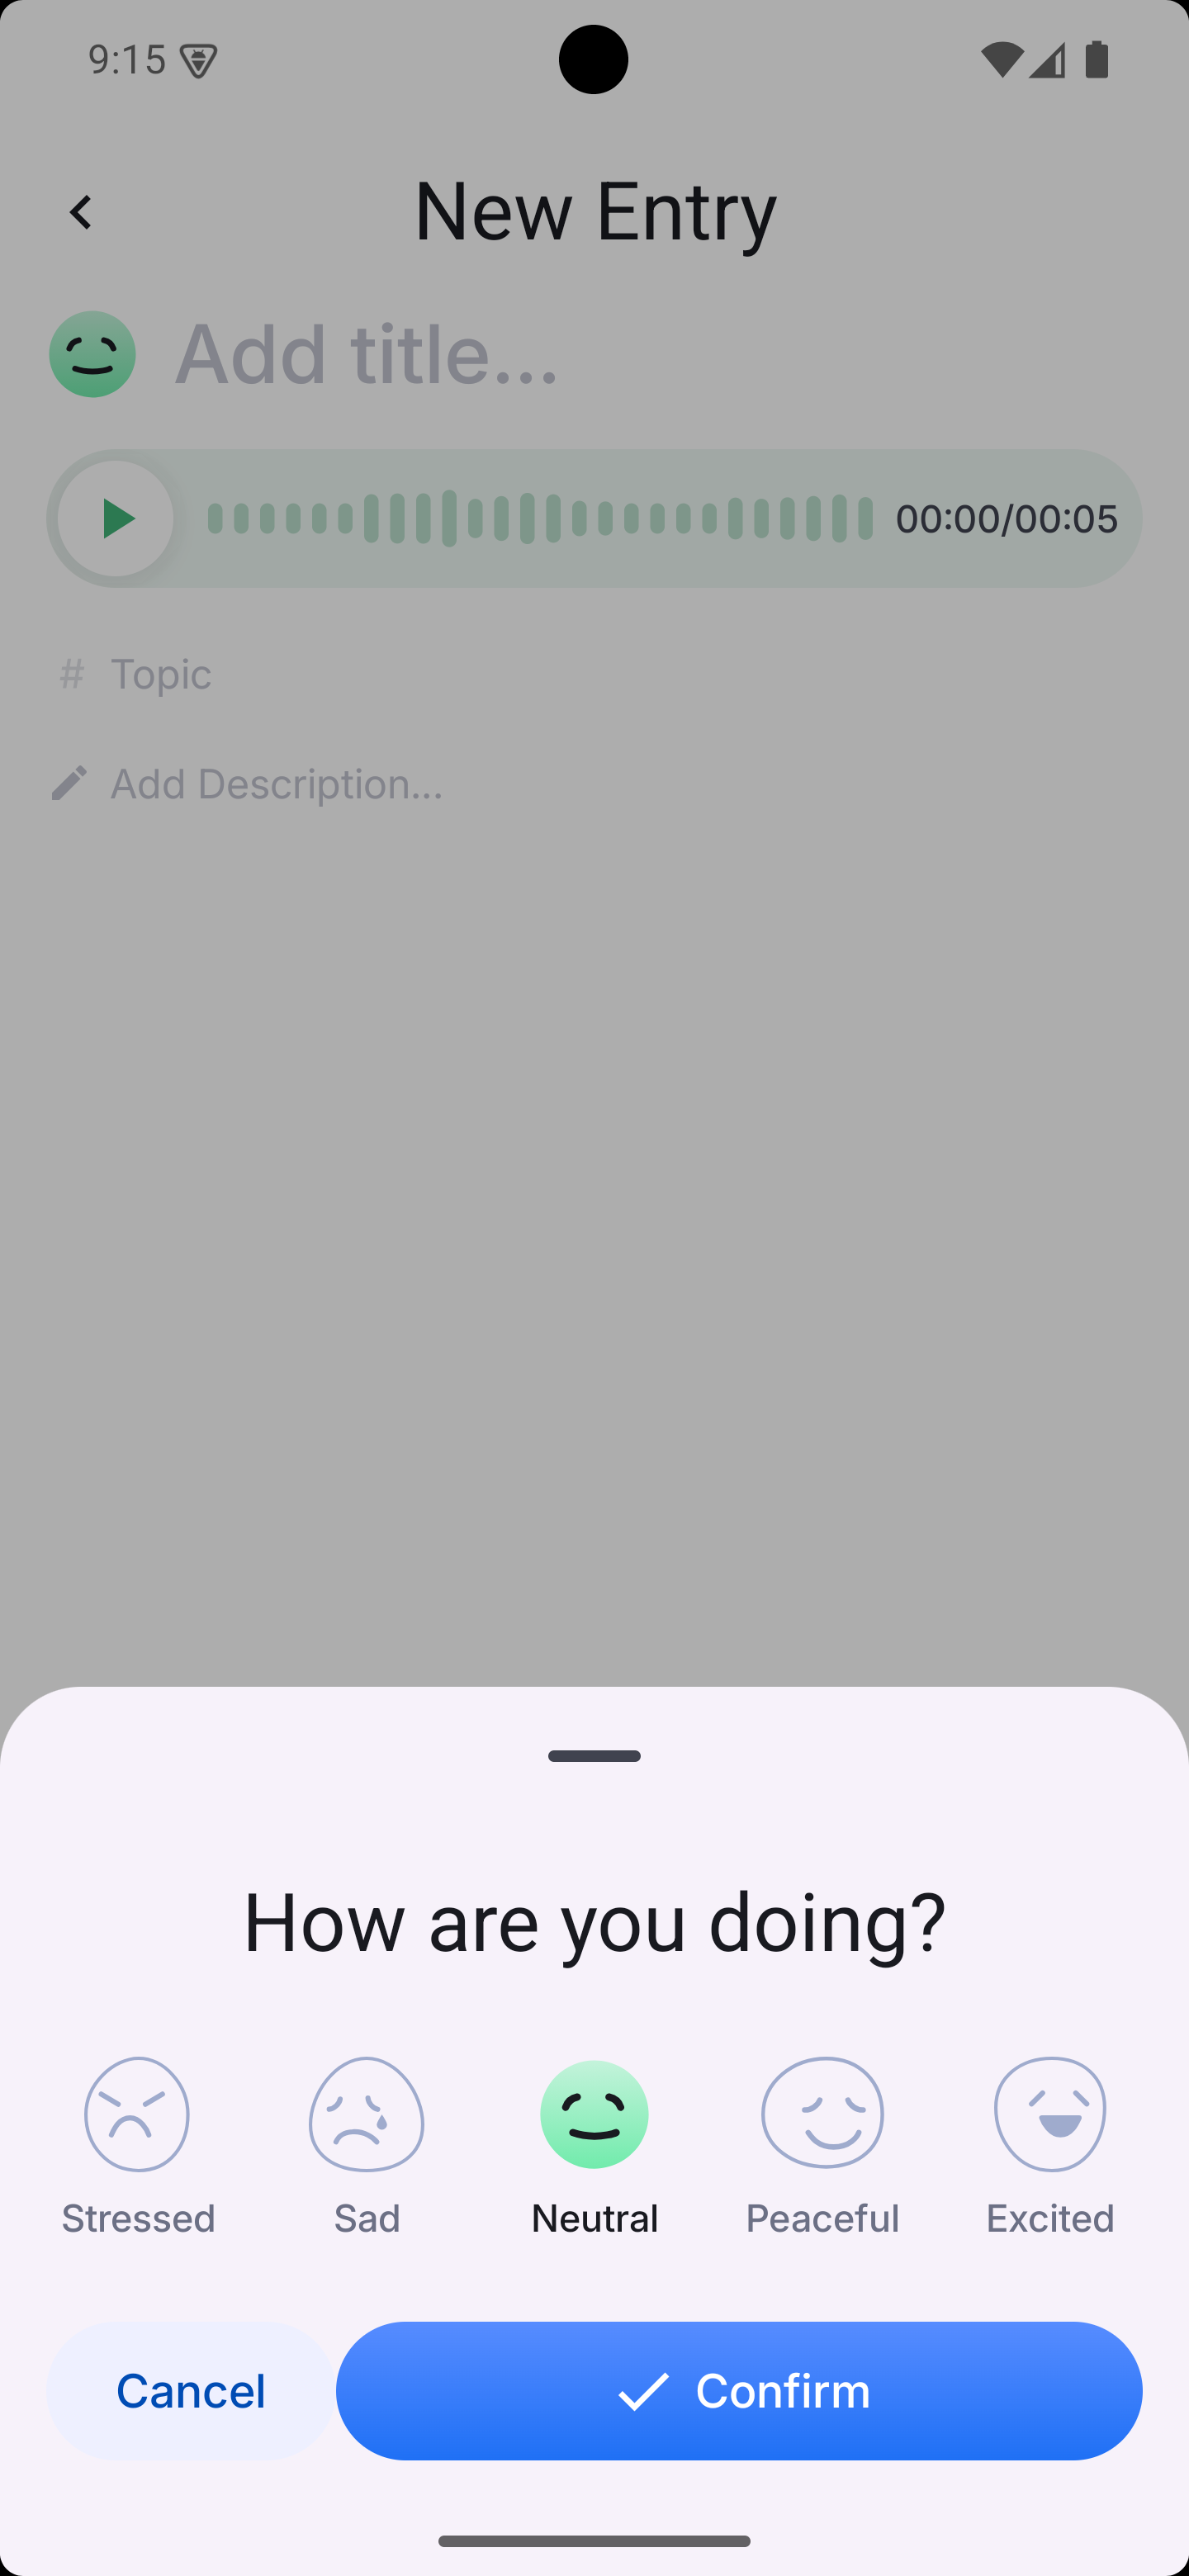 9:15
New Entry
Add title...
00:00/00:05
# Topic
Add Description...
How are you doing?
Stressed Sad Neutral Peaceful Excited
Cancel Confirm